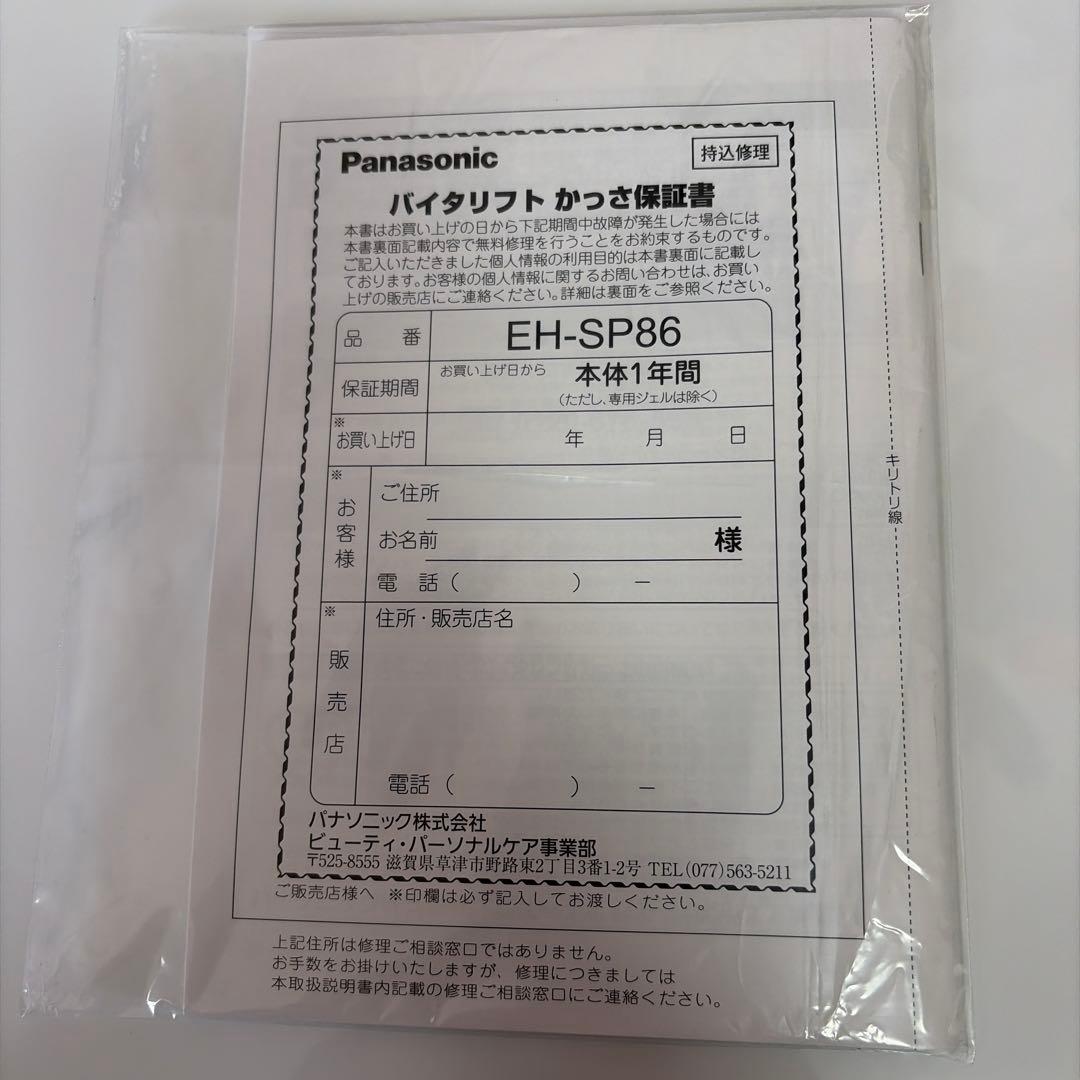 Panasonic
持込修理
バイタリフト かっさ保証書
本書はお買い上げの日から下記期間中故障が発生した場合には
本書裏面記載内容で無料修理を行うことをお約束するものです。
ご記入いただきました個人情報の利用目的は本書裏面に記載し
ております。お客様の個人情報に関するお問い合わせは、お買い
上げの販売店にご連絡ください。詳細は裏面をご参照ください。
品 番 EH-SP86
保証期間 お買い上げ日から 本体1年間
(ただし、専用ジェルは除く)
※お買い上げ日 年 月 日
※お客様
ご住所
お名前 様
電 話 ( ) −
※販売店
住所・販売店名
電話 ( ) −
パナソニック株式会社
ビューティ・パーソナルケア事業部
〒525-8555 滋賀県草津市野路東2丁目3番1-2号 TEL(077)563-5211
ご販売店様へ ※印欄は必ず記入してお渡しください。
上記住所は修理ご相談窓口ではありません。
お手数をお掛けいたしますが、修理につきましては
本取扱説明書内記載の修理ご相談窓口にご連絡ください。
キリトリ線